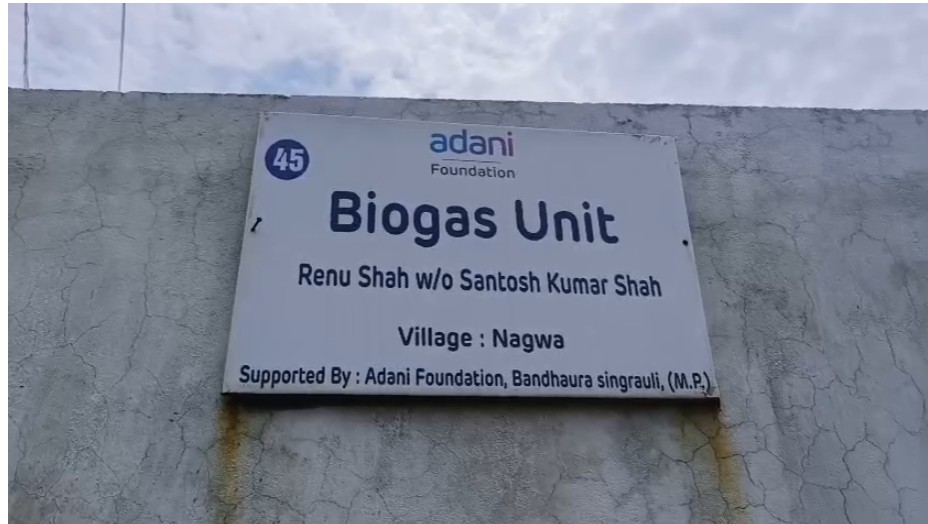 45
adani
Foundation
Biogas Unit
Renu Shah w/o Santosh Kumar Shah
Village : Nagwa
Supported By : Adani Foundation, Bandhaura singrauli, (M.P.)